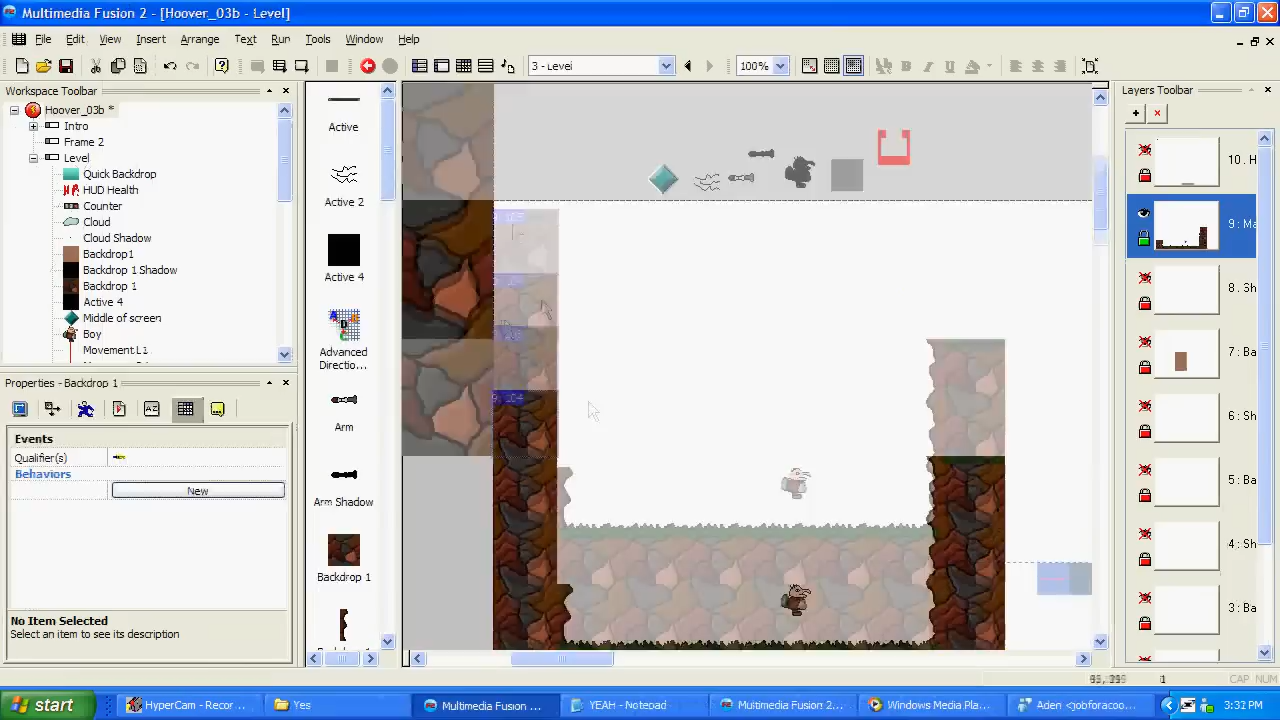 Multimedia Fusion 2 - [Hoover_03b - Level]
File Edit View Insert Arrange Text Run Tools Window Help
3 - Level
100%
Workspace Toolbar
Hoover_03b *
Intro
Frame 2
Level
Quick Backdrop
HUD Health
Counter
Cloud
Cloud Shadow
Backdrop1
Backdrop 1 Shadow
Backdrop 1
Active 4
Middle of screen
Boy
Movement L1
Properties - Backdrop 1
Events
Qualifier(s)
Behaviors
New
No Item Selected
Select an item to see its description
Active
Active 2
Active 4
Advanced
Directio...
Arm
Arm Shadow
Backdrop 1
Layers Toolbar
10. H
9: Ma
8. Sh
7: Ba
6: Sh
5: Ba
4: Sh
3: Ba
1
CAP NUM
start
HyperCam - Recor ...
Yes
Multimedia Fusion ...
YEAH - Notepad
Multimedia Fusion 2...
Windows Media Pla...
Aden <jobforacoo...
3:32 PM